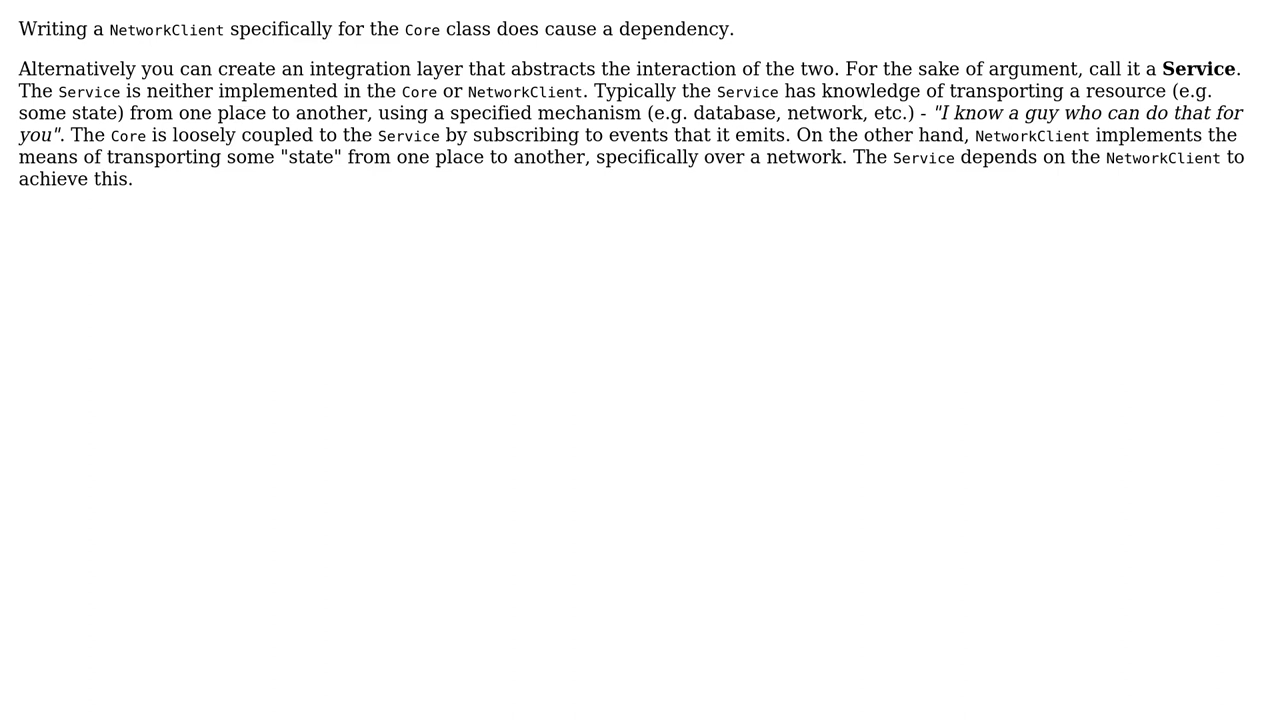 Writing a NetworkClient specifically for the Core class does cause a dependency.
Alternatively you can create an integration layer that abstracts the interaction of the two. For the sake of argument, call it a Service.
The Service is neither implemented in the Core or NetworkClient. Typically the Service has knowledge of transporting a resource (e.g.
some state) from one place to another, using a specified mechanism (e.g. database, network, etc.) - "I know a guy who can do that for
you". The Core is loosely coupled to the Service by subscribing to events that it emits. On the other hand, NetworkClient implements the
means of transporting some "state" from one place to another, specifically over a network. The Service depends on the NetworkClient to
achieve this.